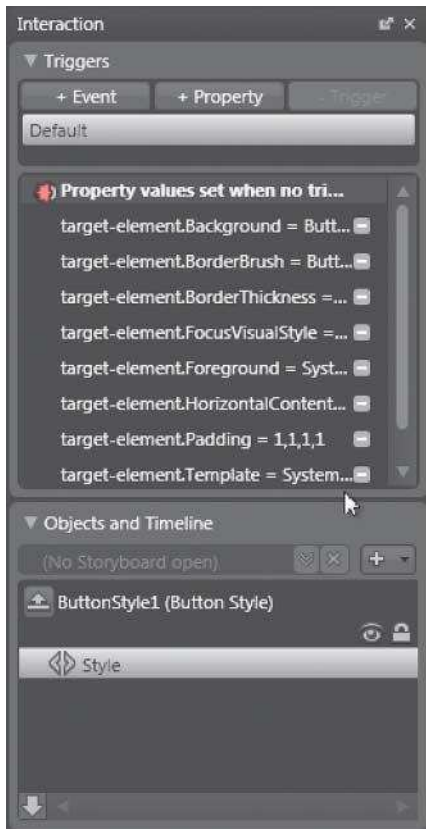 Interaction
Triggers
+ Event + Property - Trigger
Default
Property values set when no tri...
target-element.Background = Butt...
target-element.BorderBrush = Butt...
target-element.BorderThickness =...
target-element.FocusVisualStyle =...
target-element.Foreground = Syst...
target-element.HorizontalContent...
target-element.Padding = 1,1,1,1
target-element.Template = System...
Objects and Timeline
(No Storyboard open)
ButtonStyle1 (Button Style)
Style